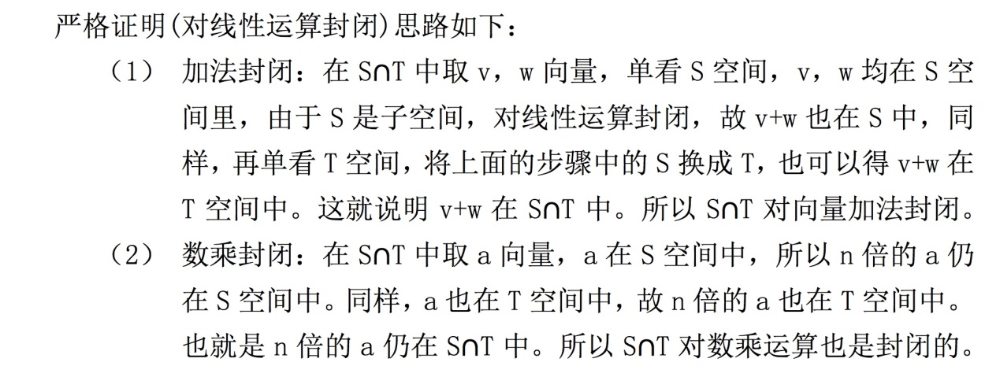 严格证明(对线性运算封闭)思路如下：
（1） 加法封闭：在 S∩T 中取 v，w 向量，单看 S 空间，v，w 均在 S 空
间里，由于 S 是子空间，对线性运算封闭，故 v+w 也在 S 中，同
样，再单看 T 空间，将上面的步骤中的 S 换成 T，也可以得 v+w 在
T 空间中。这就说明 v+w 在 S∩T 中。所以 S∩T 对向量加法封闭。
（2） 数乘封闭：在 S∩T 中取 a 向量，a 在 S 空间中，所以 n 倍的 a 仍
在 S 空间中。同样，a 也在 T 空间中，故 n 倍的 a 也在 T 空间中。
也就是 n 倍的 a 仍在 S∩T 中。所以 S∩T 对数乘运算也是封闭的。